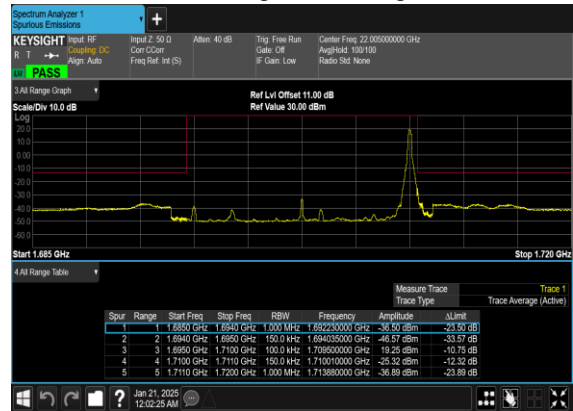 Spectrum Analyzer 1
Spurious Emissions
+
KEYSIGHT Input: RF Input Z: 50 Ω Atten: 40 dB Trig: Free Run Center Freq: 22.005000000 GHz
R T Coupling: DC Corr CCorr Gate: Off Avg|Hold: 100/100
Align: Auto Freq Ref: Int (S) IF Gain: Low Radio Std: None
PASS
3 All Range Graph
Ref Lvl Offset 11.00 dB
Scale/Div 10.0 dB Ref Value 30.00 dBm
Log
20.0
10.0
0.00
-10.0
-20.0
-30.0
-40.0
-50.0
-60.0
Start 1.685 GHz Stop 1.720 GHz
4 All Range Table
Measure Trace Trace 1
Trace Type Trace Average (Active)
Spur Range Start Freq Stop Freq RBW Frequency Amplitude ΔLimit
1 1 1.6850 GHz 1.6940 GHz 1.000 MHz 1.692230000 GHz -36.50 dBm -23.50 dB
2 2 1.6940 GHz 1.6950 GHz 150.0 kHz 1.694035000 GHz -46.57 dBm -33.57 dB
3 3 1.6950 GHz 1.7100 GHz 100.0 kHz 1.709500000 GHz 19.25 dBm -10.75 dB
4 4 1.7100 GHz 1.7110 GHz 150.0 kHz 1.710010000 GHz -25.32 dBm -12.32 dB
5 5 1.7110 GHz 1.7200 GHz 1.000 MHz 1.713880000 GHz -36.89 dBm -23.89 dB
? Jan 21, 2025
12:02:25 AM